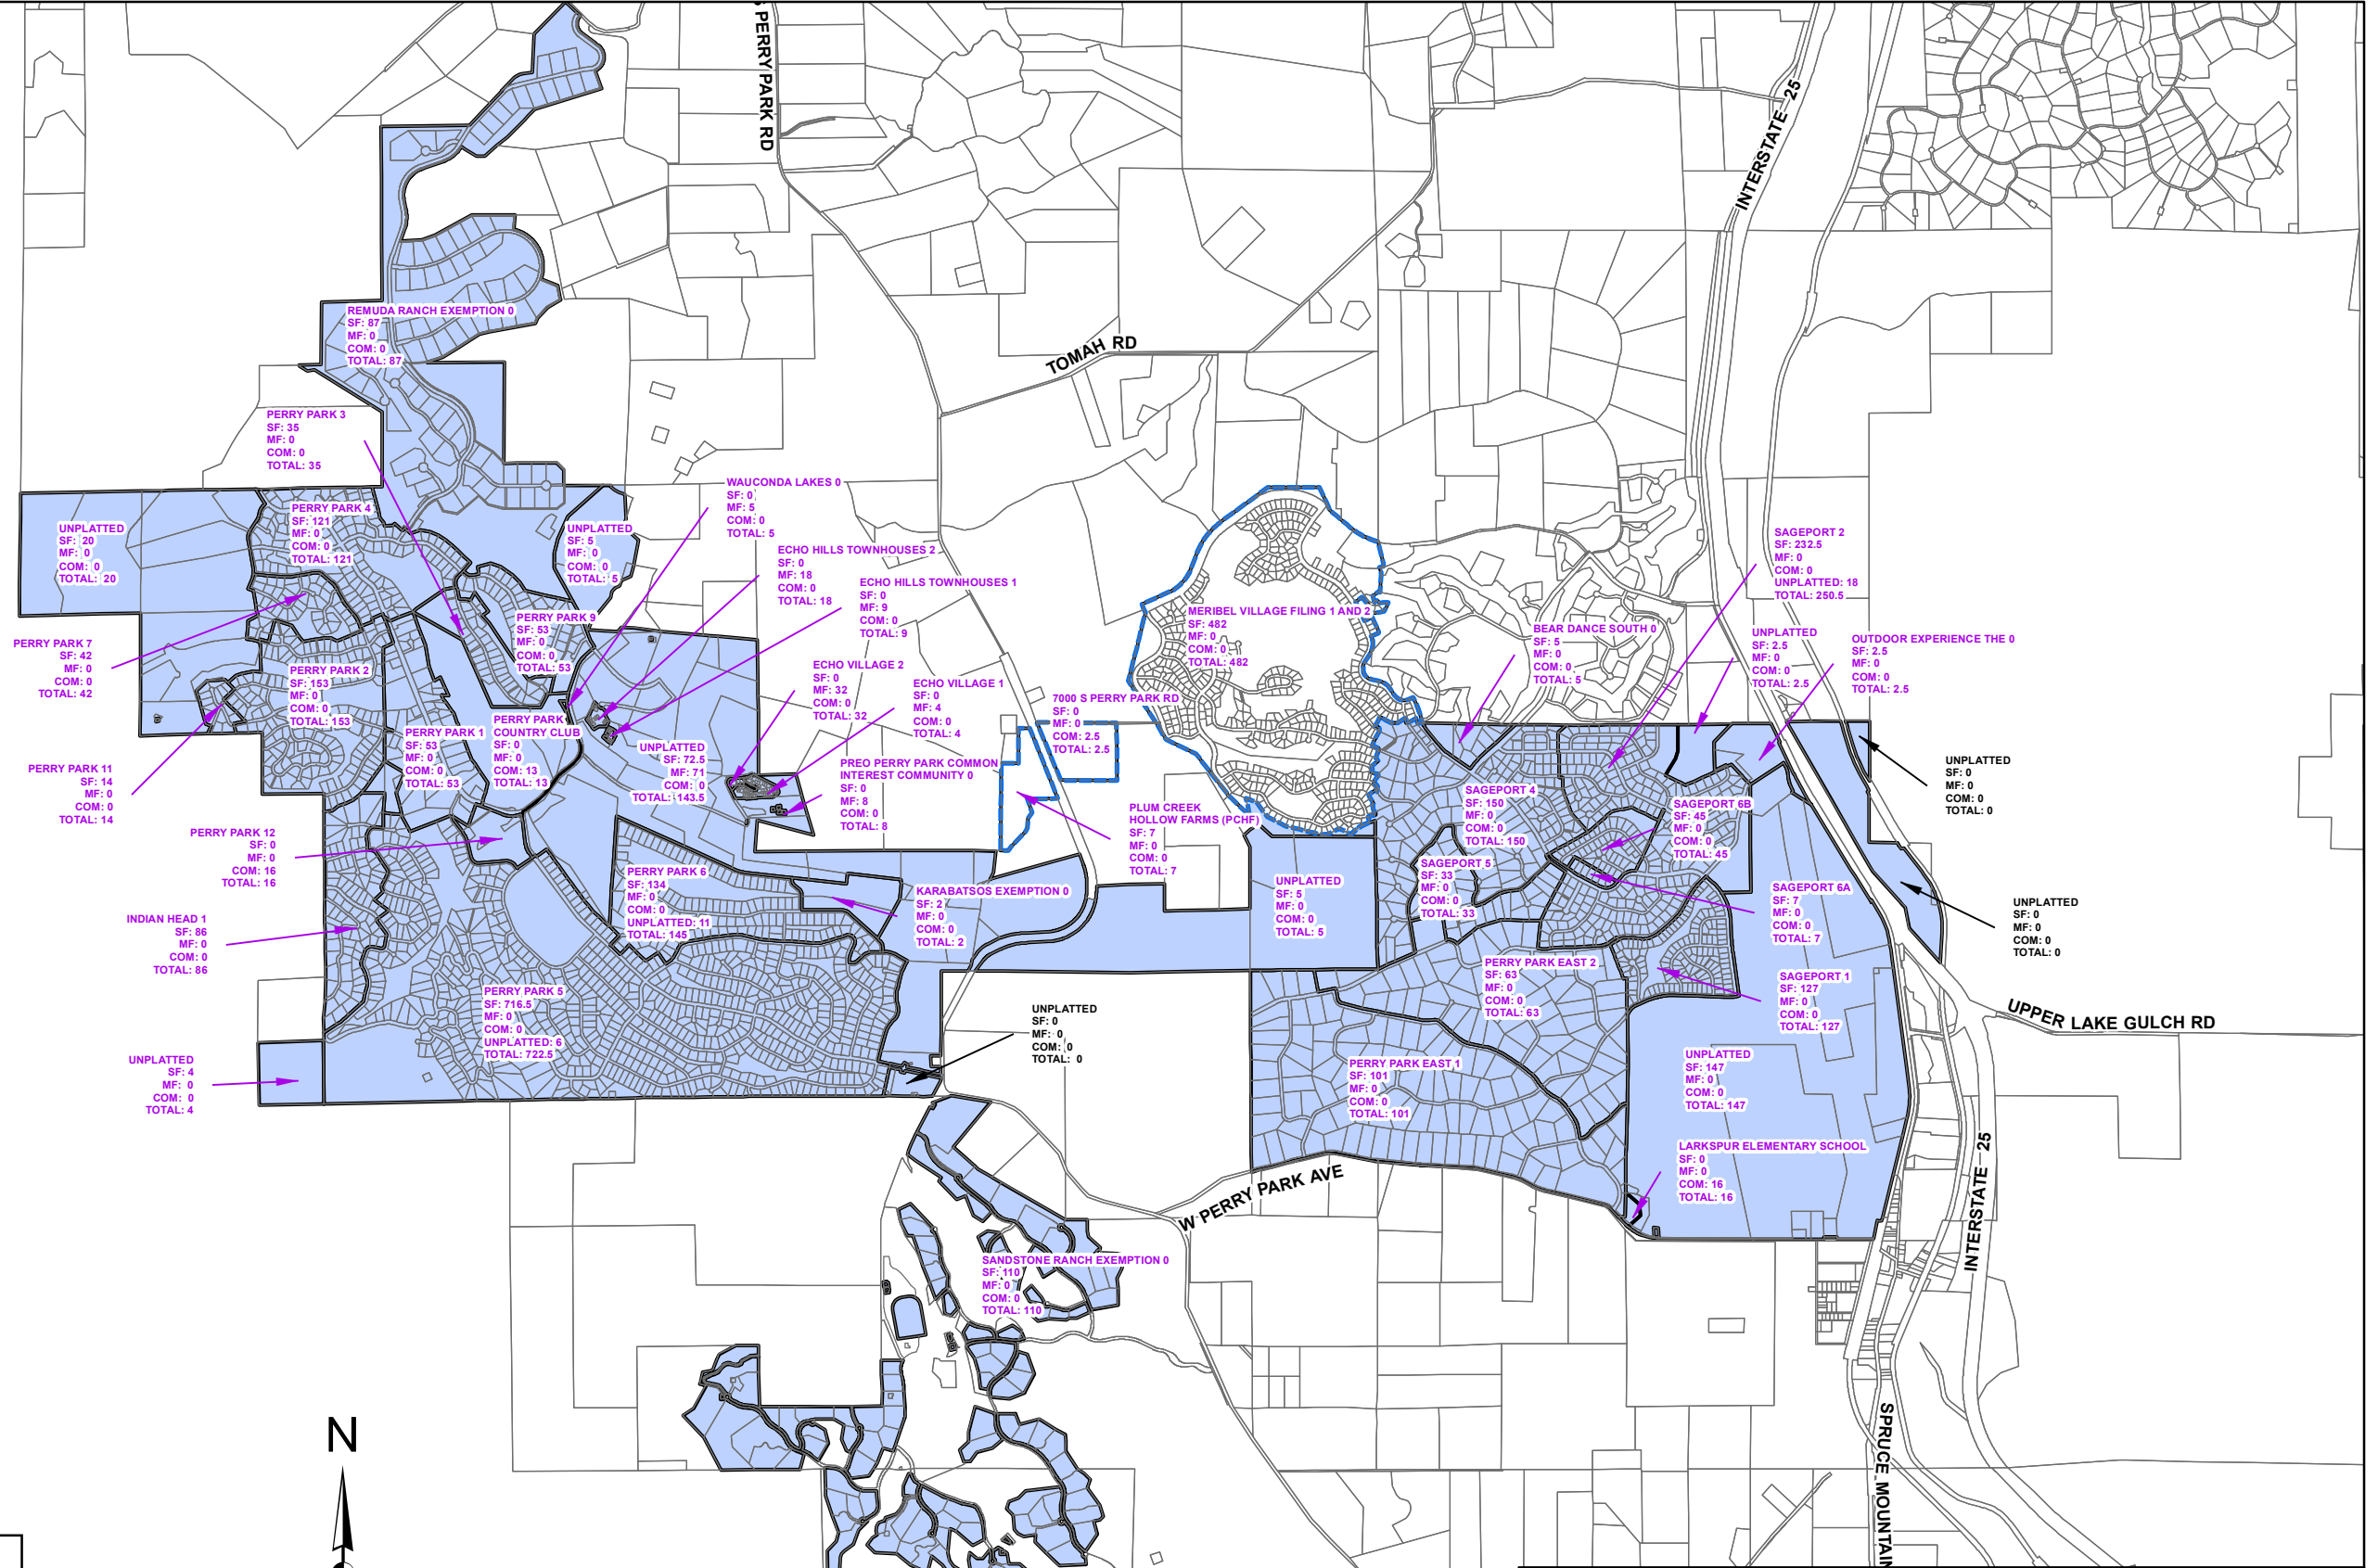 S PERRY PARK RD
INTERSTATE 25
REMUDA RANCH EXEMPTION 0
SF: 87
MF: 0
COM: 0
TOTAL: 87
TOMAH RD
PERRY PARK 3
SF: 35
MF: 0
COM: 0
TOTAL: 35
WAUCONDA LAKES 0
SF: 0
MF: 5
COM: 0
TOTAL: 5
PERRY PARK 4
SF: 121
MF: 0
COM: 0
TOTAL: 121
UNPLATTED
SF: 20
MF: 0
COM: 0
TOTAL: 20
UNPLATTED
SF: 5
MF: 0
COM: 0
TOTAL: 5
ECHO HILLS TOWNHOUSES 2
SF: 0
MF: 18
COM: 0
TOTAL: 18
ECHO HILLS TOWNHOUSES 1
SF: 0
MF: 9
COM: 0
TOTAL: 9
SAGEPORT 2
SF: 232.5
MF: 0
COM: 0
UNPLATTED: 18
TOTAL: 250.5
MERIBEL VILLAGE FILING 1 AND 2
SF: 482
MF: 0
COM: 0
TOTAL: 482
BEAR DANCE SOUTH 0
SF: 5
MF: 0
COM: 0
TOTAL: 5
UNPLATTED
SF: 2.5
MF: 0
COM: 0
TOTAL: 2.5
OUTDOOR EXPERIENCE THE 0
SF: 2.5
MF: 0
COM: 0
TOTAL: 2.5
PERRY PARK 9
SF: 53
MF: 0
COM: 0
TOTAL: 53
PERRY PARK 7
SF: 42
MF: 0
COM: 0
TOTAL: 42
PERRY PARK 2
SF: 153
MF: 0
COM: 0
TOTAL: 153
ECHO VILLAGE 2
SF: 0
MF: 32
COM: 0
TOTAL: 32
ECHO VILLAGE 1
SF: 0
MF: 4
COM: 0
TOTAL: 4
7000 S PERRY PARK RD
SF: 0
MF: 0
COM: 2.5
TOTAL: 2.5
PERRY PARK 1
SF: 53
MF: 0
COM: 0
TOTAL: 53
PERRY PARK
COUNTRY CLUB
SF: 0
MF: 0
COM: 13
TOTAL: 13
UNPLATTED
SF: 72.5
MF: 71
COM: 0
TOTAL: 143.5
PREO PERRY PARK COMMON
INTEREST COMMUNITY 0
SF: 0
MF: 8
COM: 0
TOTAL: 8
PERRY PARK 11
SF: 14
MF: 0
COM: 0
TOTAL: 14
UNPLATTED
SF: 0
MF: 0
COM: 0
TOTAL: 0
SAGEPORT 4
SF: 150
MF: 0
COM: 0
TOTAL: 150
SAGEPORT 6B
SF: 45
MF: 0
COM: 0
TOTAL: 45
PLUM CREEK
HOLLOW FARMS (PCHF)
SF: 7
MF: 0
COM: 0
TOTAL: 7
PERRY PARK 12
SF: 0
MF: 0
COM: 16
TOTAL: 16
SAGEPORT 5
SF: 33
MF: 0
COM: 0
TOTAL: 33
PERRY PARK 6
SF: 134
MF: 0
COM: 0
UNPLATTED: 11
TOTAL: 145
UNPLATTED
SF: 5
MF: 0
COM: 0
TOTAL: 5
KARABATSOS EXEMPTION 0
SF: 2
MF: 0
COM: 0
TOTAL: 2
SAGEPORT 6A
SF: 7
MF: 0
COM: 0
TOTAL: 7
UNPLATTED
SF: 0
MF: 0
COM: 0
TOTAL: 0
INDIAN HEAD 1
SF: 86
MF: 0
COM: 0
TOTAL: 86
PERRY PARK EAST 2
SF: 63
MF: 0
COM: 0
TOTAL: 63
SAGEPORT 1
SF: 127
MF: 0
COM: 0
TOTAL: 127
PERRY PARK 5
SF: 716.5
MF: 0
COM: 0
UNPLATTED: 6
TOTAL: 722.5
UNPLATTED
SF: 0
MF: 0
COM: 0
TOTAL: 0
UPPER LAKE GULCH RD
UNPLATTED
SF: 4
MF: 0
COM: 0
TOTAL: 4
PERRY PARK EAST 1
SF: 101
MF: 0
COM: 0
TOTAL: 101
UNPLATTED
SF: 147
MF: 0
COM: 0
TOTAL: 147
LARKSPUR ELEMENTARY SCHOOL
SF: 0
MF: 0
COM: 16
TOTAL: 16
W PERRY PARK AVE
INTERSTATE 25
SANDSTONE RANCH EXEMPTION 0
SF: 110
MF: 0
COM: 0
TOTAL: 110
N
SPRUCE MOUNTAIN